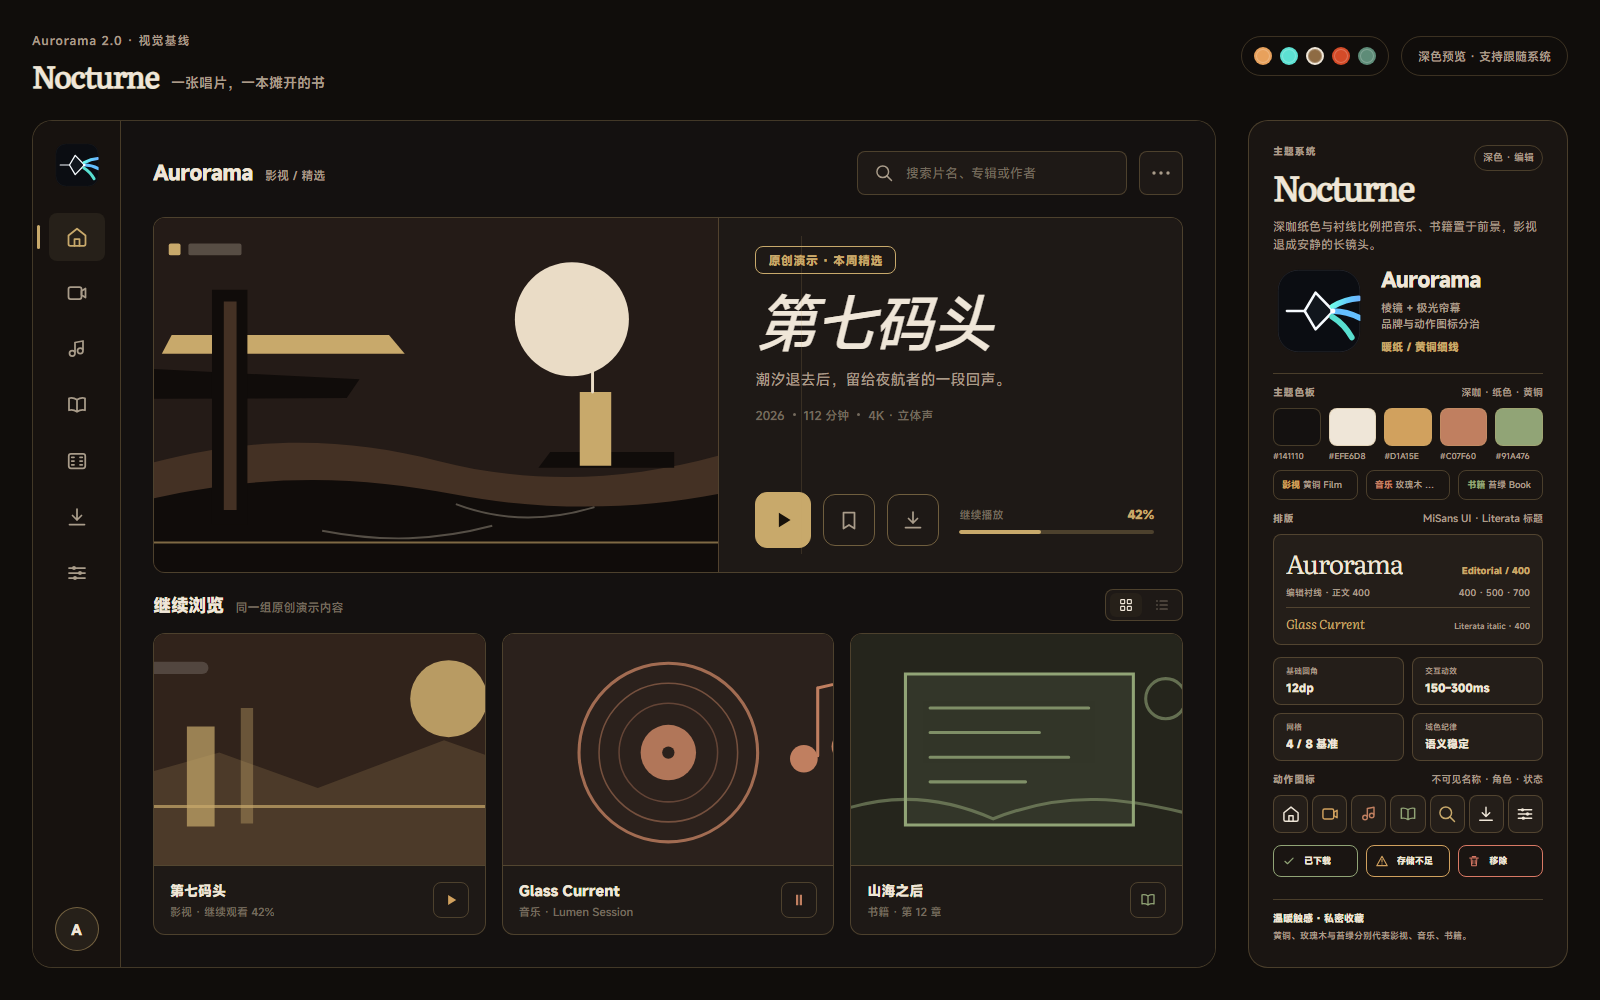 Aurorama 2.0 · 视觉基线
Nocturne 一张唱片，一本摊开的书
深色预览 · 支持跟随系统
Aurorama 影视 / 精选
搜索片名、专辑或作者
原创演示 · 本周精选
第七码头
潮汐退去后，留给夜航者的一段回声。
2026 · 112 分钟 · 4K · 立体声
继续播放 42%
继续浏览 同一组原创演示内容
第七码头
影视 · 继续观看 42%
Glass Current
音乐 · Lumen Session
山海之后
书籍 · 第 12 章
A
主题系统
深色 · 编辑
Nocturne
深咖纸色与衬线比例把音乐、书籍置于前景，影视
退成安静的长镜头。
Aurorama
棱镜 + 极光帘幕
品牌与动作图标分治
暖纸 / 黄铜细线
主题色板 深咖 · 纸色 · 黄铜
#141110 #EFE6D8 #D1A15E #C07F60 #91A476
影视 黄铜 Film 音乐 玫瑰木 ... 书籍 苔绿 Book
排版 MiSans UI · Literata 标题
Aurorama Editorial / 400
编辑衬线 · 正文 400 400 · 500 · 700
Glass Current Literata italic · 400
基础圆角 交互动效
12dp 150–300ms
网格 域色纪律
4 / 8 基准 语义稳定
动作图标 不可见名称 · 角色 · 状态
已下载 存储不足 移除
温暖触感 · 私密收藏
黄铜、玫瑰木与苔绿分别代表影视、音乐、书籍。